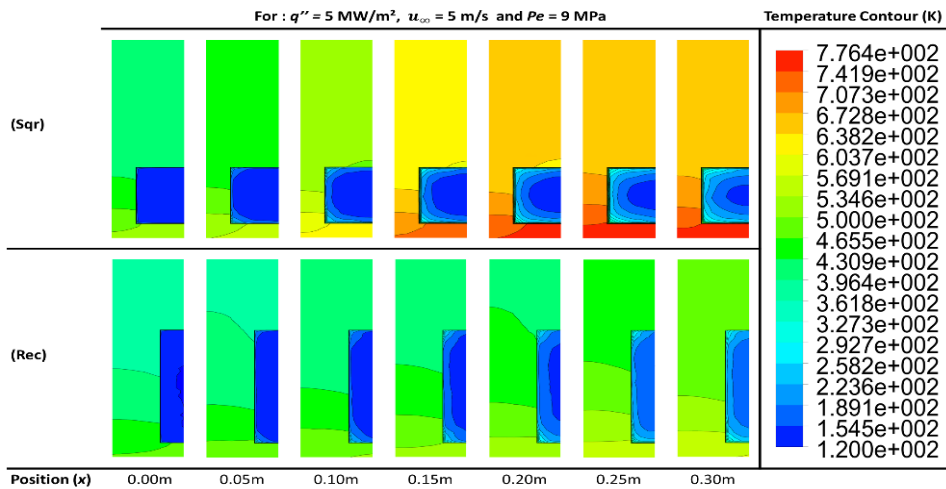 For : q″ = 5 MW/m², u∞ = 5 m/s and Pe = 9 MPa
Temperature Contour (K)
(Sqr)
(Rec)
7.764e+002
7.419e+002
7.073e+002
6.728e+002
6.382e+002
6.037e+002
5.691e+002
5.346e+002
5.000e+002
4.655e+002
4.309e+002
3.964e+002
3.618e+002
3.273e+002
2.927e+002
2.582e+002
2.236e+002
1.891e+002
1.545e+002
1.200e+002
Position (x) 0.00m 0.05m 0.10m 0.15m 0.20m 0.25m 0.30m